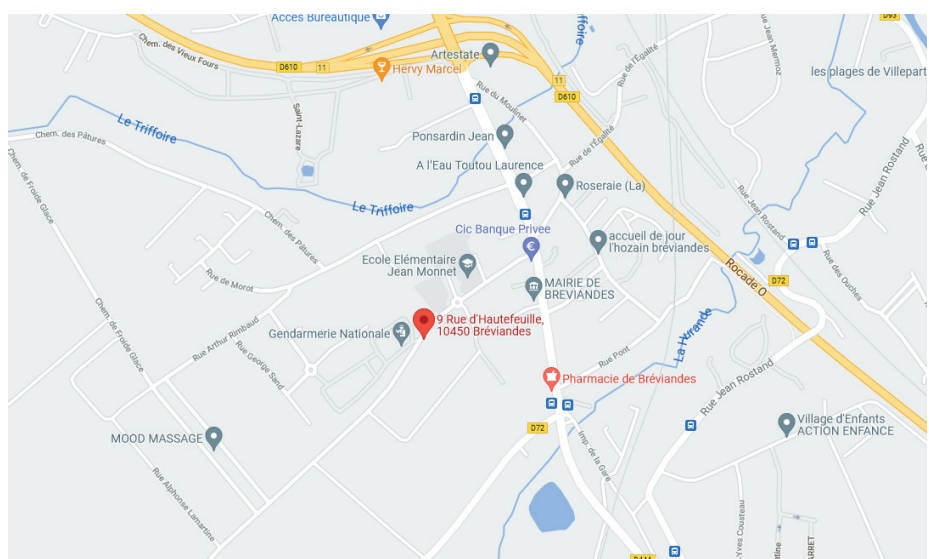 Acces Bureautique
D93
Chem. des Vieux Fours
Artestate
Rue Jean Mermoz
D610
11
Hervy Marcel
Rue de l'Égalité
les plages de Villepart
11
D610
Rue du Moulinet
Saint-Lazare
Le Triffoire
Chem. des Pâtures
Ponsardin Jean
Rue de l'Égalité
A l'Eau Toutou Laurence
Chem. de Froide Glace
Roseraie (La)
Rue Jean Rostand
Le Triffoire
Rue Jean Rostand
Chem. des Pâtures
Cic Banque Privee
accueil de jour
l'hozain bréviandes
Ecole Elémentaire
Jean Monnet
Rocade O
Rue des Ouches
D72
Rue de Morot
MAIRIE DE
BREVIANDES
9 Rue d'Hautefeuille,
10450 Bréviandes
Gendarmerie Nationale
Rue Arthur Rimbaud
Chem. de Froide Glace
Rue George Sand
La Hurande
Rue Pont
Pharmacie de Bréviandes
Rue Jean Rostand
D72
Village d'Enfants
ACTION ENFANCE
MOOD MASSAGE
Imp. de la Gare
Rue Alphonse Lamartine
Yves Cousteau